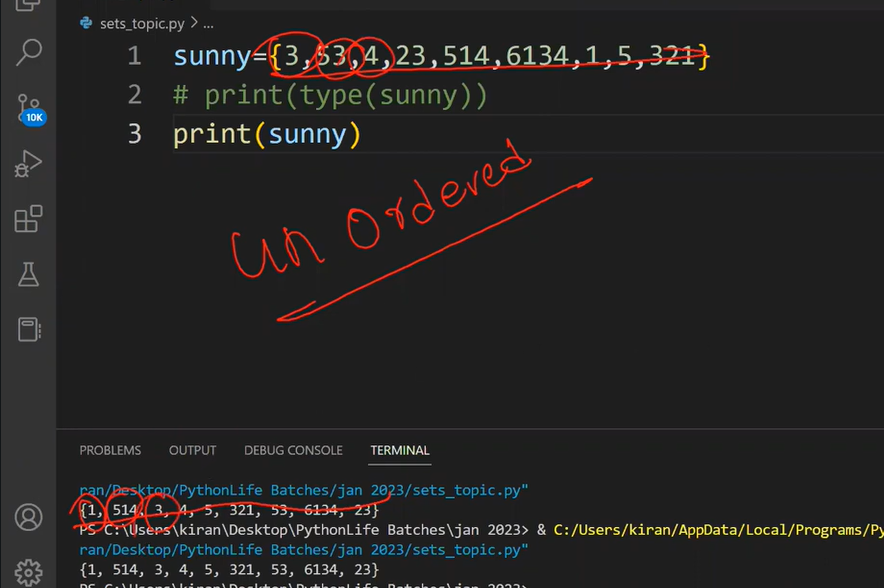 sets_topic.py > ...
1 sunny={3,53,4,23,514,6134,1,5,321}
2 # print(type(sunny))
3 print(sunny)
10K
un ordered
PROBLEMS OUTPUT DEBUG CONSOLE TERMINAL
ran/Desktop/PythonLife Batches/jan 2023/sets_topic.py"
{1, 514, 3, 4, 5, 321, 53, 6134, 23}
PS C:\Users\kiran\Desktop\PythonLife Batches\jan 2023> & C:/Users/kiran/AppData/Local/Programs/Py
ran/Desktop/PythonLife Batches/jan 2023/sets_topic.py"
{1, 514, 3, 4, 5, 321, 53, 6134, 23}
PS C:\Users\kiran\Desktop\PythonLife Batches\jan 2023>